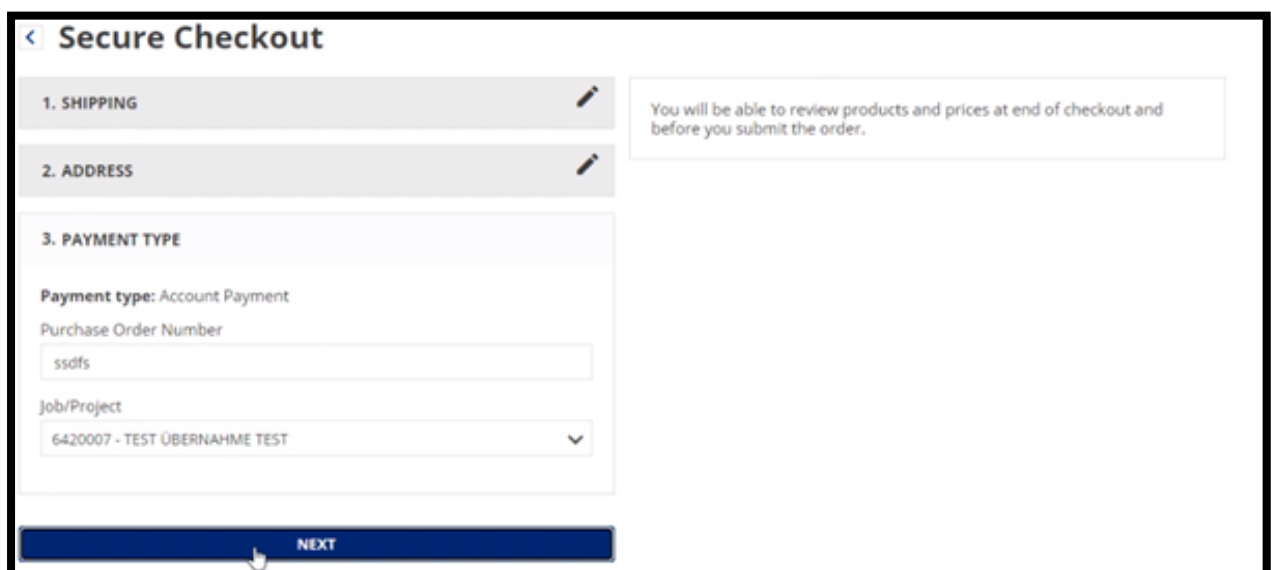 Secure Checkout
1. SHIPPING
2. ADDRESS
3. PAYMENT TYPE
Payment type: Account Payment
Purchase Order Number
ssdfs
Job/Project
6420007 - TEST ÜBERNAHME TEST
NEXT
You will be able to review products and prices at end of checkout and
before you submit the order.